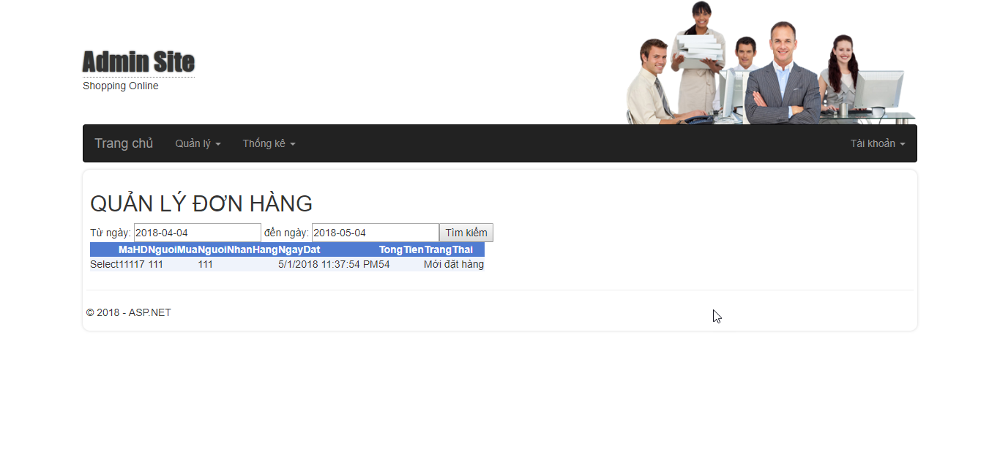 Admin Site
Shopping Online
Trang chủ Quản lý Thống kê Tài khoản
QUẢN LÝ ĐƠN HÀNG
Từ ngày: 2018-04-04 đến ngày: 2018-05-04 Tìm kiếm
MaHD NguoiMua NguoiNhanHang NgayDat TongTien TrangThai
Select 11117 111 111 5/1/2018 11:37:54 PM 54 Mới đặt hàng
© 2018 - ASP.NET